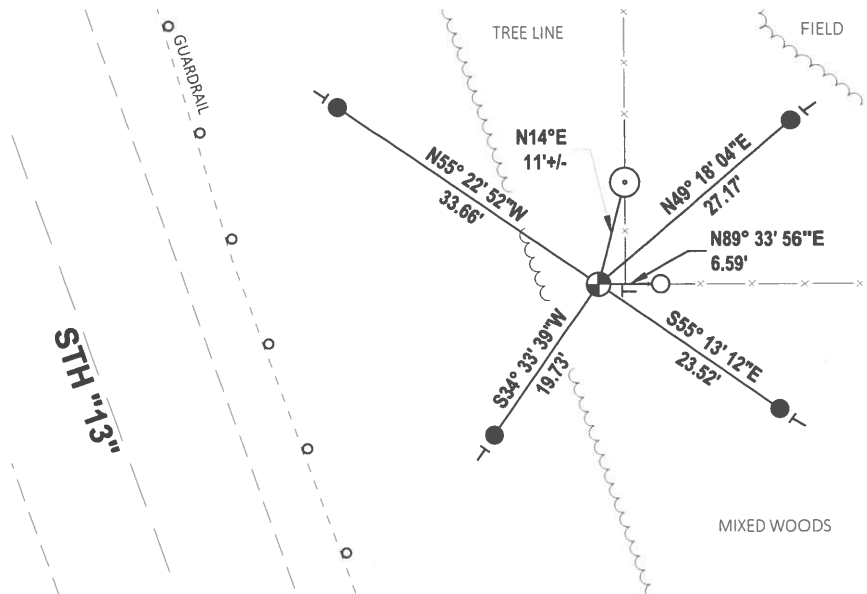 TREE LINE
FIELD
GUARDRAIL
N14°E
11'+/-
N55° 22' 52"W
33.66'
N49° 18' 04"E
27.17'
N89° 33' 56"E
6.59'
S34° 33' 39"W
19.73'
S55° 13' 12"E
23.52'
STH "13"
MIXED WOODS